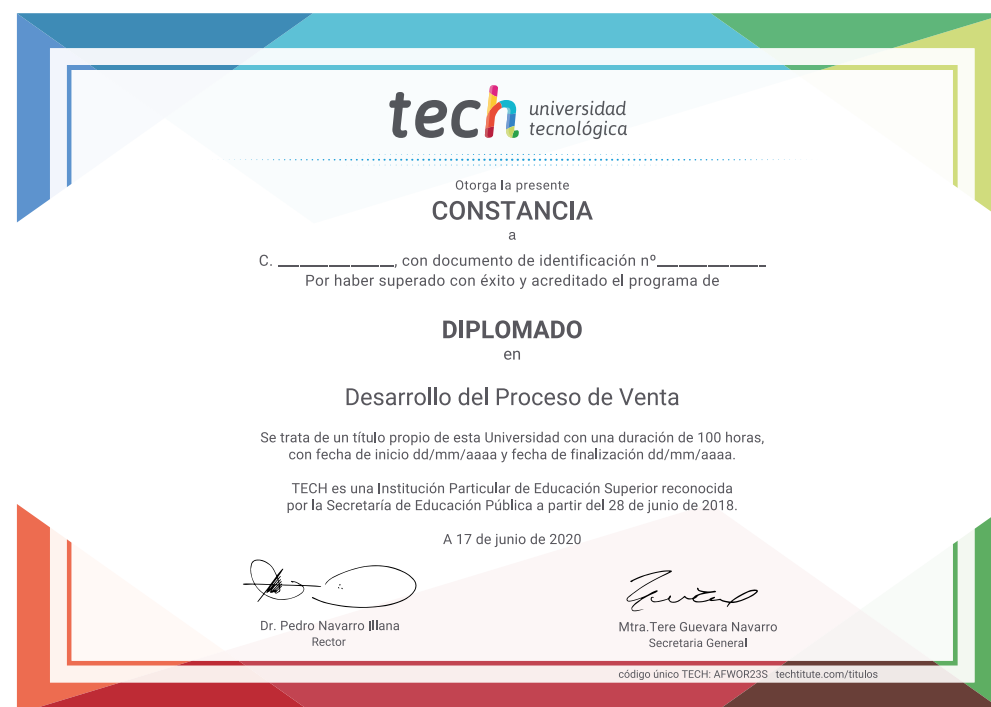 tech universidad
tecnológica
Otorga la presente
CONSTANCIA
a
C. ____________, con documento de identificación nº____________
Por haber superado con éxito y acreditado el programa de
DIPLOMADO
en
Desarrollo del Proceso de Venta
Se trata de un título propio de esta Universidad con una duración de 100 horas,
con fecha de inicio dd/mm/aaaa y fecha de finalización dd/mm/aaaa.
TECH es una Institución Particular de Educación Superior reconocida
por la Secretaría de Educación Pública a partir del 28 de junio de 2018.
A 17 de junio de 2020
Dr. Pedro Navarro Illana
Rector
Mtra.Tere Guevara Navarro
Secretaria General
código único TECH: AFWOR23S techtitute.com/titulos